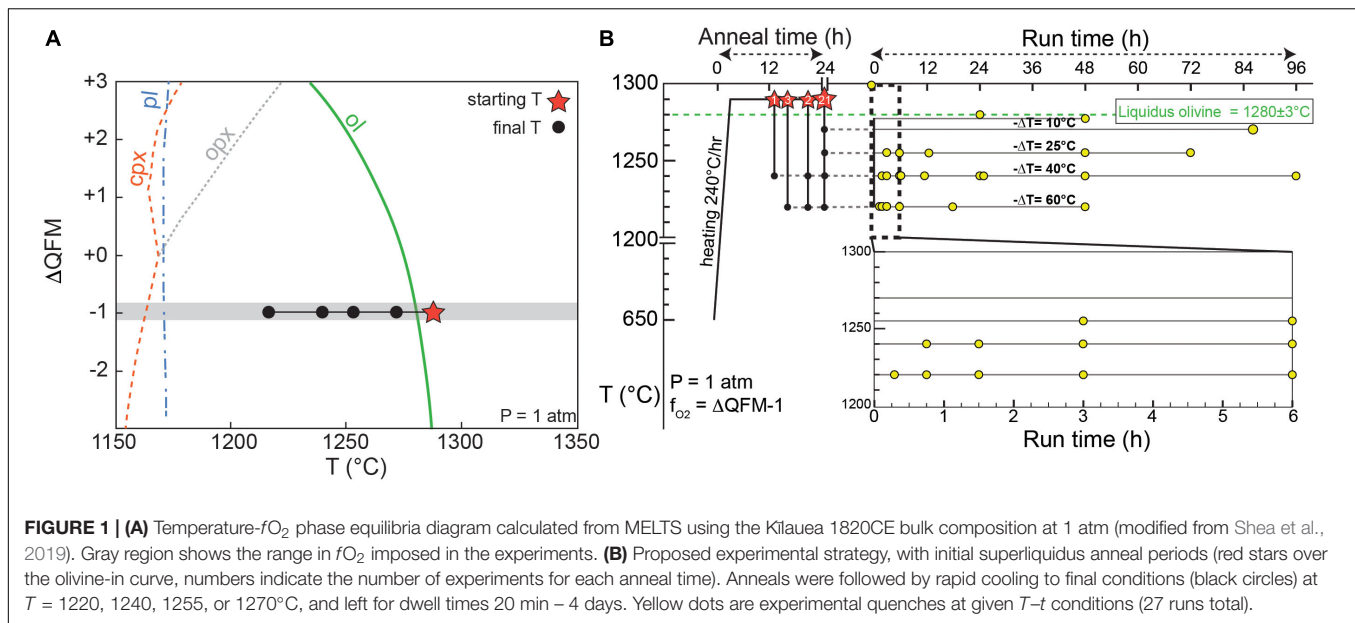 A
+3
+2
+1
+0
-1
-2
ΔQFM
cpx
pl
opx
ol
starting T
final T
P = 1 atm
1150 1200 1250 1300 1350
T (°C)
B
Anneal time (h)
Run time (h)
0 12 24
0 12 24 36 48 60 72 84 96
1300
1250
1200
650
T (°C)
heating 240°C/hr
1 3 2
Liquidus olivine = 1280±3°C
-ΔT= 10°C
-ΔT= 25°C
-ΔT= 40°C
-ΔT= 60°C
P = 1 atm
fO2 = ΔQFM-1
1300
1250
1200
0 1 2 3 4 5 6
Run time (h)
FIGURE 1 | (A) Temperature-fO2 phase equilibria diagram calculated from MELTS using the Kīlauea 1820CE bulk composition at 1 atm (modified from Shea et al.,
2019). Gray region shows the range in fO2 imposed in the experiments. (B) Proposed experimental strategy, with initial superliquidus anneal periods (red stars over
the olivine-in curve, numbers indicate the number of experiments for each anneal time). Anneals were followed by rapid cooling to final conditions (black circles) at
T = 1220, 1240, 1255, or 1270°C, and left for dwell times 20 min – 4 days. Yellow dots are experimental quenches at given T–t conditions (27 runs total).